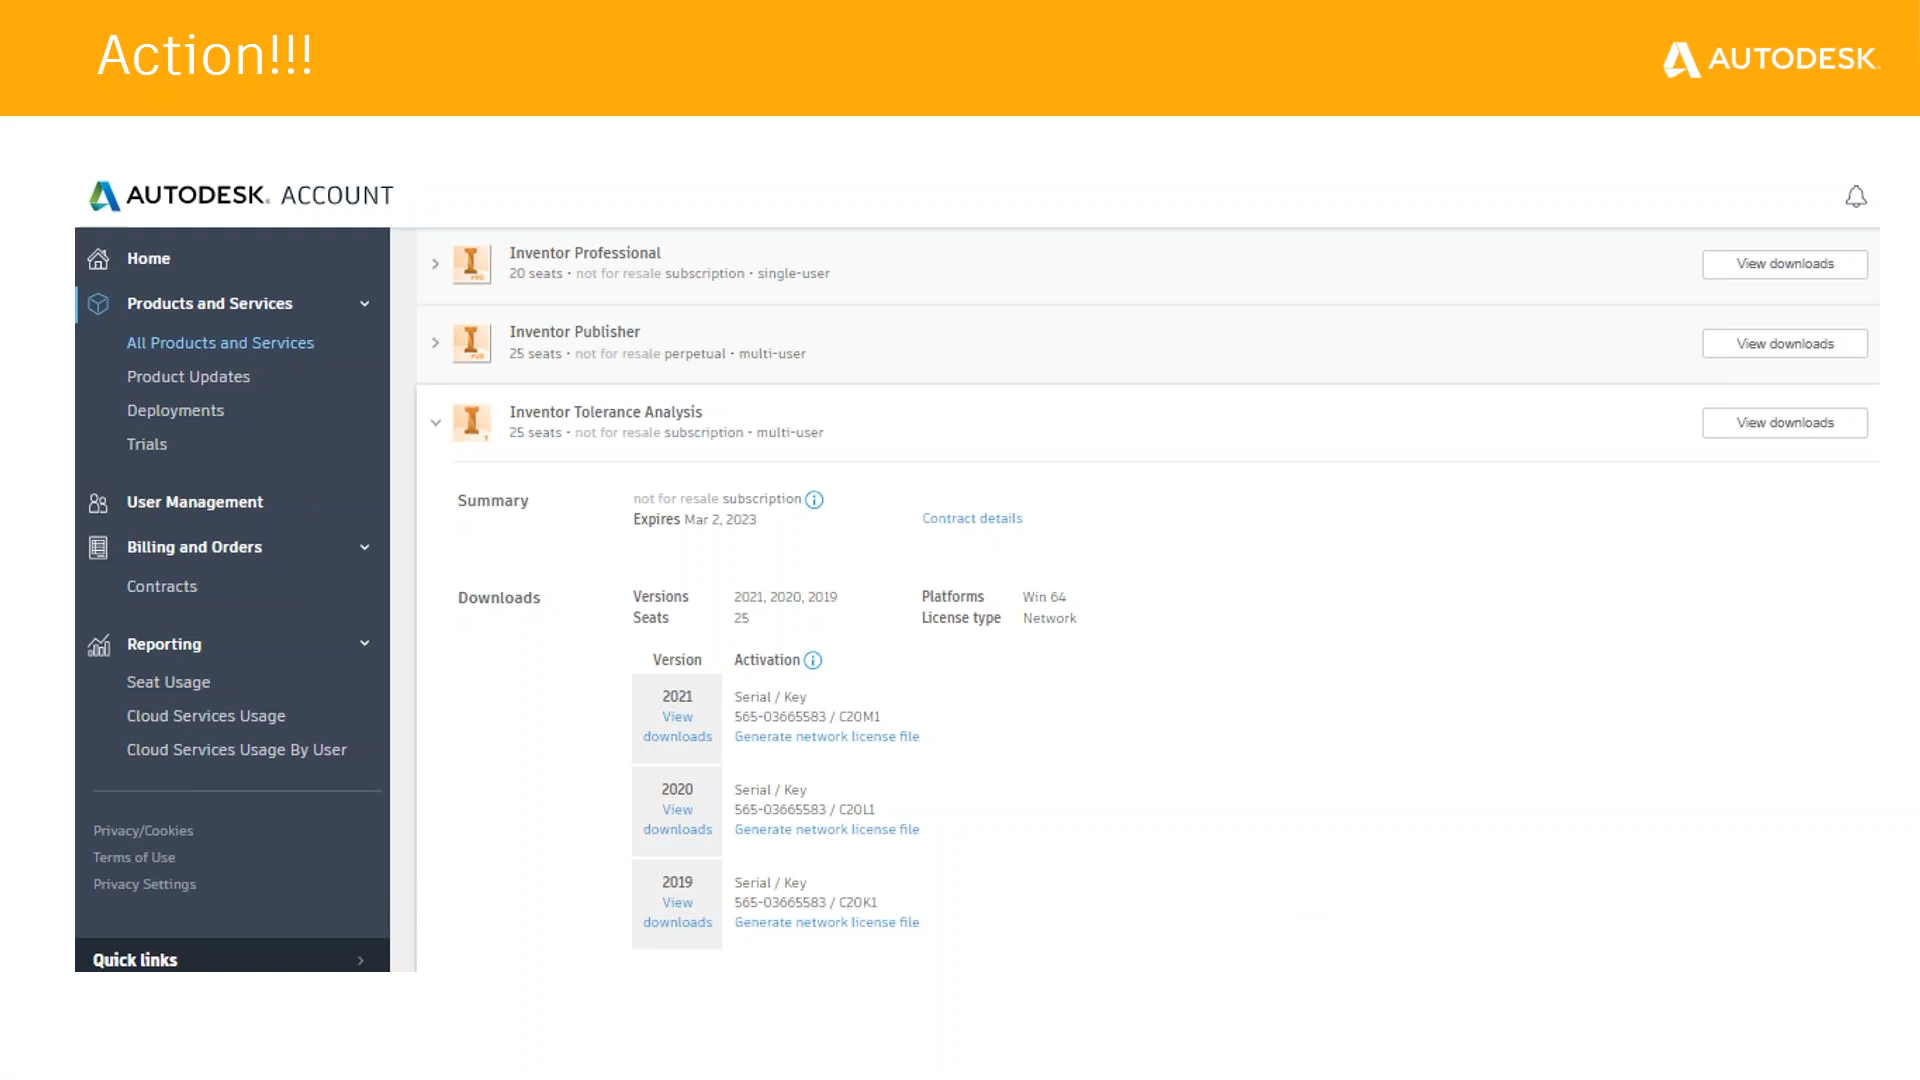 Action!!!
AUTODESK
AUTODESK. ACCOUNT
Home
Products and Services
All Products and Services
Product Updates
Deployments
Trials
User Management
Billing and Orders
Contracts
Reporting
Seat Usage
Cloud Services Usage
Cloud Services Usage By User
Privacy/Cookies
Terms of Use
Privacy Settings
Quick links
Inventor Professional
20 seats · not for resale subscription · single-user
View downloads
Inventor Publisher
25 seats · not for resale perpetual · multi-user
View downloads
Inventor Tolerance Analysis
25 seats · not for resale subscription · multi-user
View downloads
Summary
not for resale subscription
Expires Mar 2, 2023
Contract details
Downloads
Versions 2021, 2020, 2019
Seats 25
Platforms Win 64
License type Network
Version Activation
2021
View
downloads
Serial / Key
565-03665583 / C20M1
Generate network license file
2020
View
downloads
Serial / Key
565-03665583 / C20L1
Generate network license file
2019
View
downloads
Serial / Key
565-03665583 / C20K1
Generate network license file